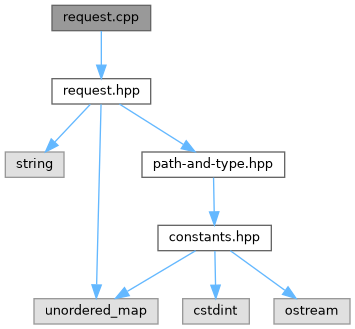 request.cpp
request.hpp
string
path-and-type.hpp
constants.hpp
unordered_map
cstdint
ostream